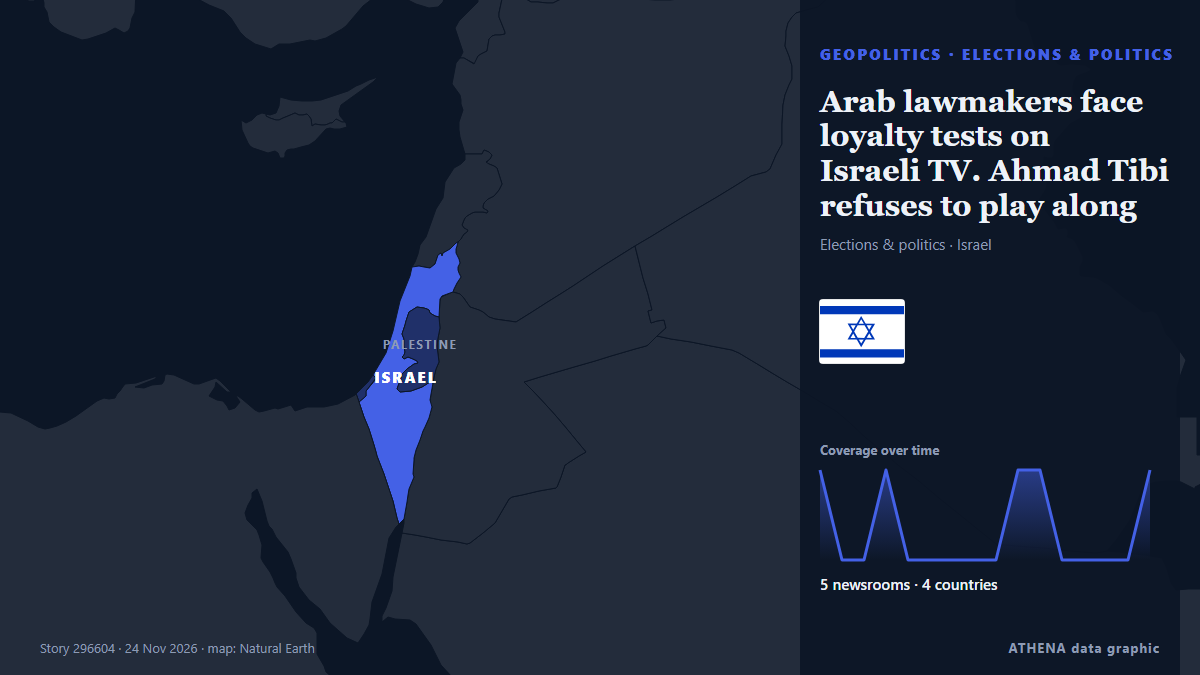 GEOPOLITICS · ELECTIONS & POLITICS
Arab lawmakers face
loyalty tests on
Israeli TV. Ahmad Tibi
refuses to play along
Elections & politics · Israel
PALESTINE
ISRAEL
Coverage over time
5 newsrooms · 4 countries
Story 296604 · 24 Nov 2026 · map: Natural Earth
ATHENA data graphic